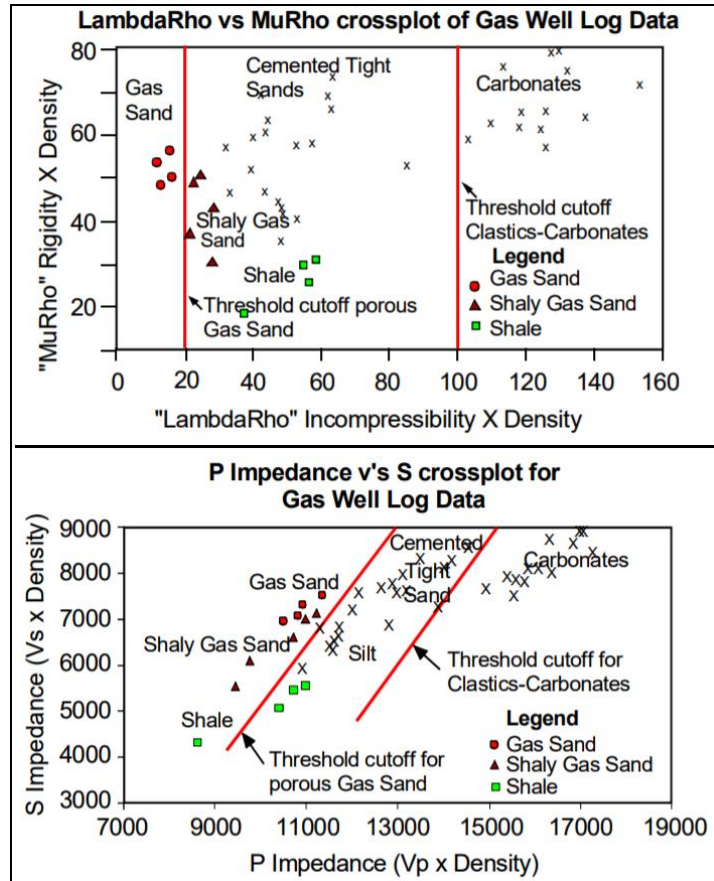 LambdaRho vs MuRho crossplot of Gas Well Log Data
"MuRho" Rigidity X Density
80
60
40
20
Gas
Sand
Cemented Tight
Sands
Carbonates
Shaly Gas
Sand
Shale
Threshold cutoff porous
Gas Sand
Threshold cutoff
Clastics-Carbonates
Legend
Gas Sand
Shaly Gas Sand
Shale
0 20 40 60 80 100 120 140 160
"LambdaRho" Incompressibility X Density
P Impedance v's S crossplot for
Gas Well Log Data
S Impedance (Vs x Density)
9000
8000
7000
6000
5000
4000
3000
Gas Sand
Shaly Gas Sand
Shale
Cemented
Tight
Sand
Silt
Carbonates
Threshold cutoff for
Clastics-Carbonates
Threshold cutoff for
porous Gas Sand
Legend
Gas Sand
Shaly Gas Sand
Shale
7000 9000 11000 13000 15000 17000 19000
P Impedance (Vp x Density)